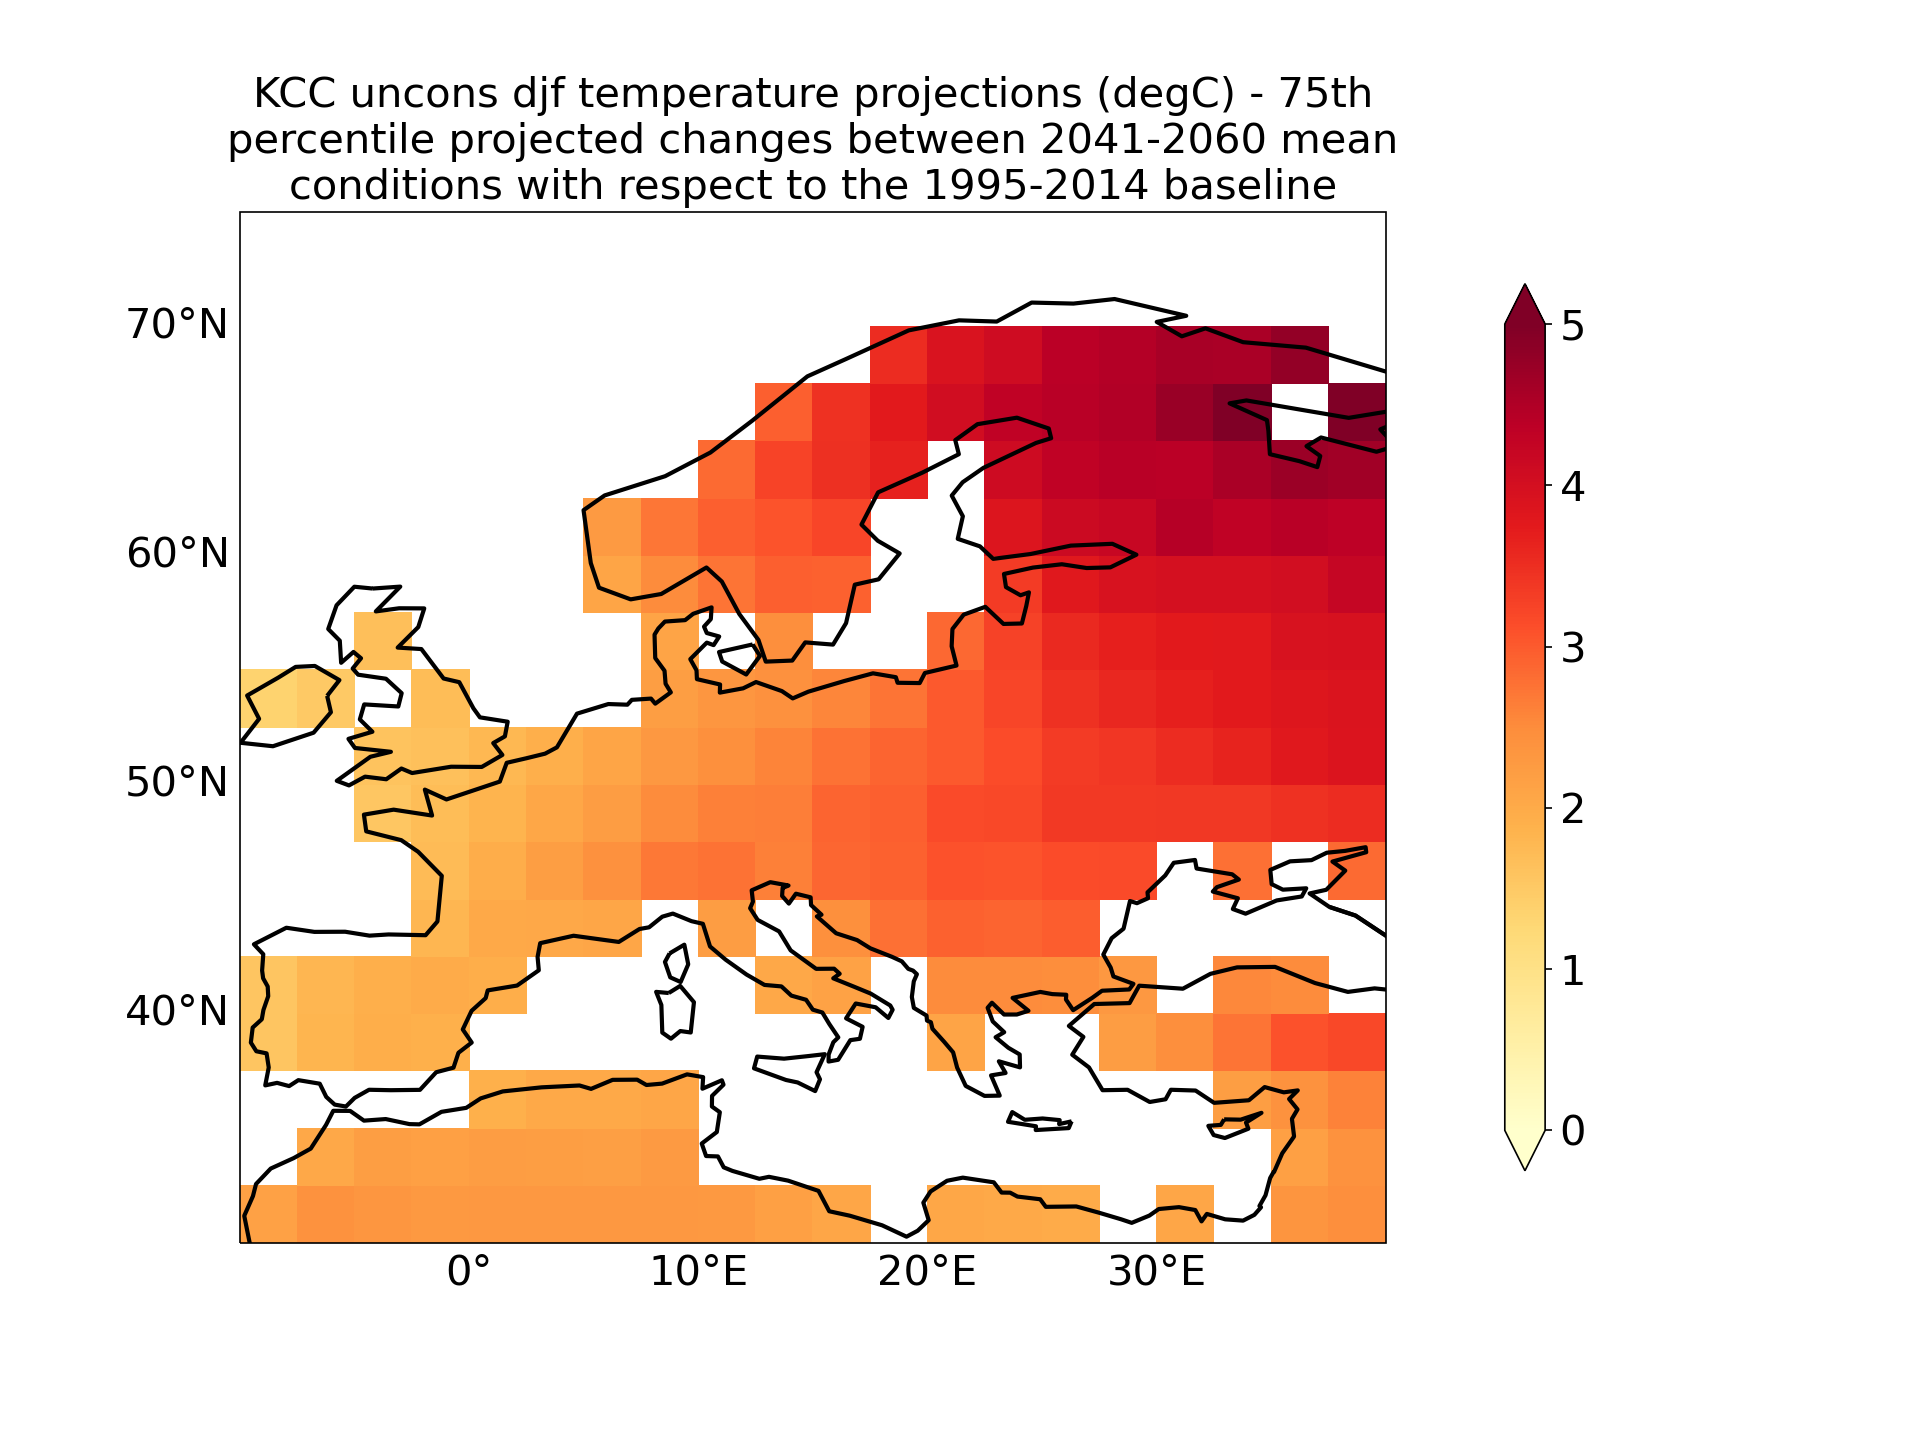 KCC uncons djf temperature projections (degC) - 75th
percentile projected changes between 2041-2060 mean
conditions with respect to the 1995-2014 baseline
70°N
60°N
50°N
40°N
0°
10°E
20°E
30°E
5
4
3
2
1
0